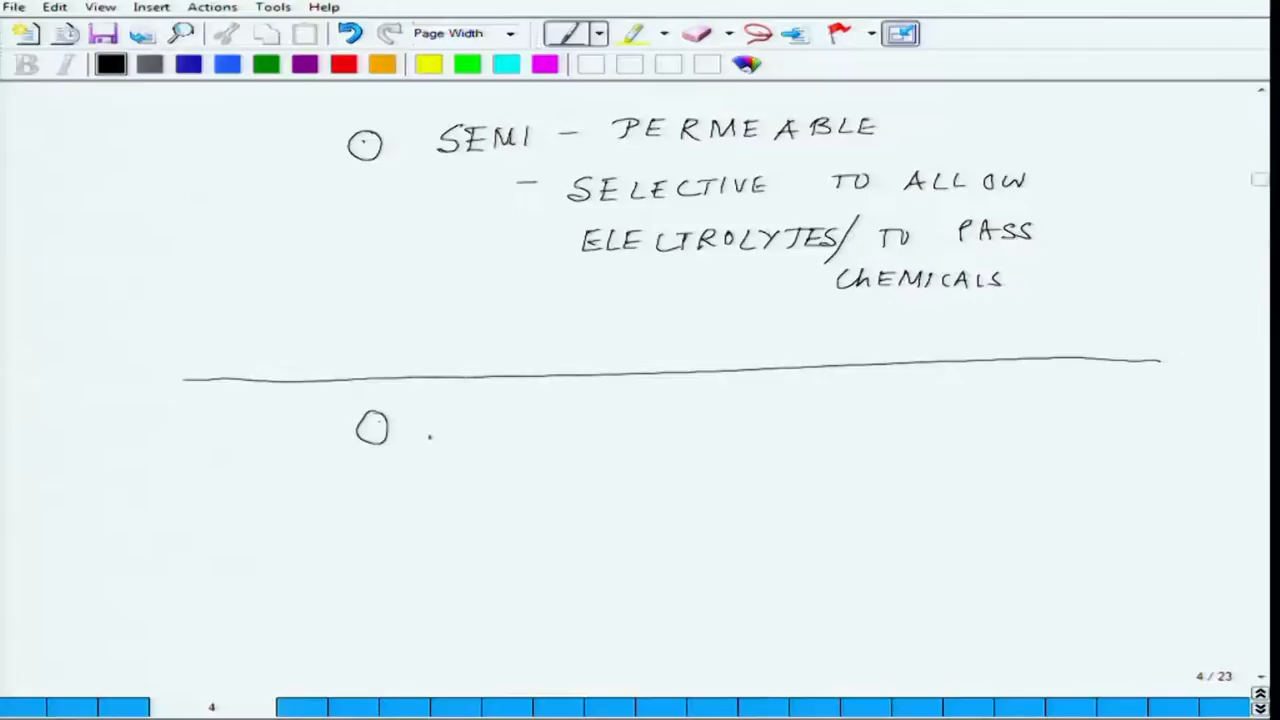 File Edit View Insert Actions Tools Help
Page Width
B I
SEMI - PERMEABLE
- SELECTIVE TO ALLOW
ELECTROLYTES/ TO PASS
ChEMICALS
4 / 23
4